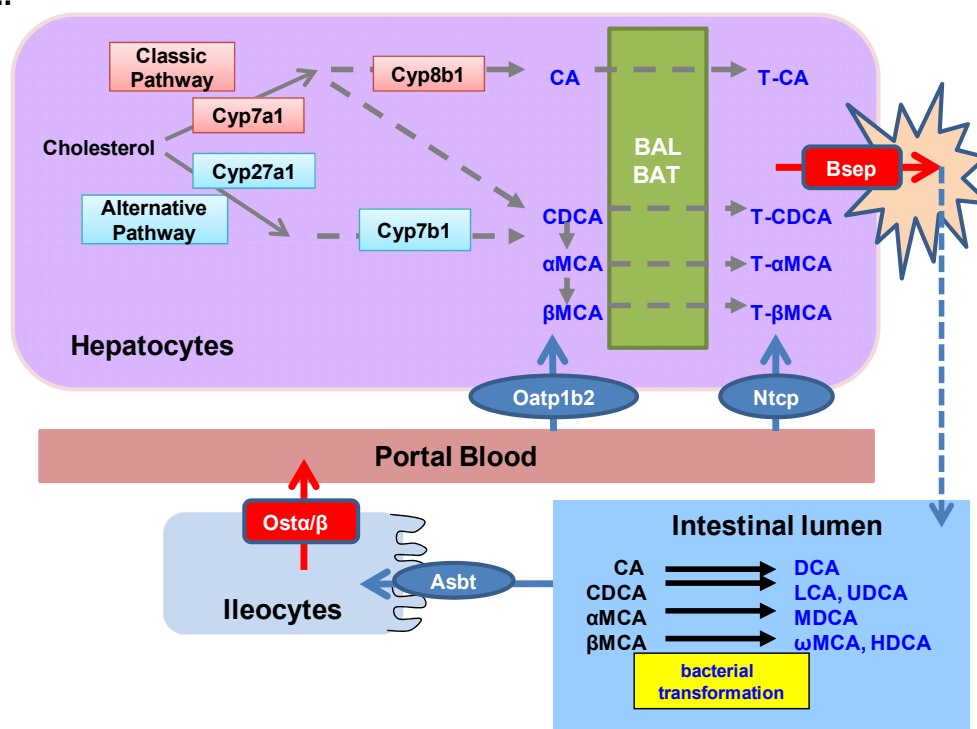 Classic
Pathway
Cyp8b1
CA
T-CA
Cyp7a1
Cholesterol
BAL
BAT
Bsep
Cyp27a1
Alternative
Pathway
Cyp7b1
CDCA
T-CDCA
αMCA
T-αMCA
βMCA
T-βMCA
Hepatocytes
Oatp1b2
Ntcp
Portal Blood
Ostα/β
Intestinal lumen
Asbt
Ileocytes
CA DCA
CDCA LCA, UDCA
αMCA MDCA
βMCA ωMCA, HDCA
bacterial
transformation